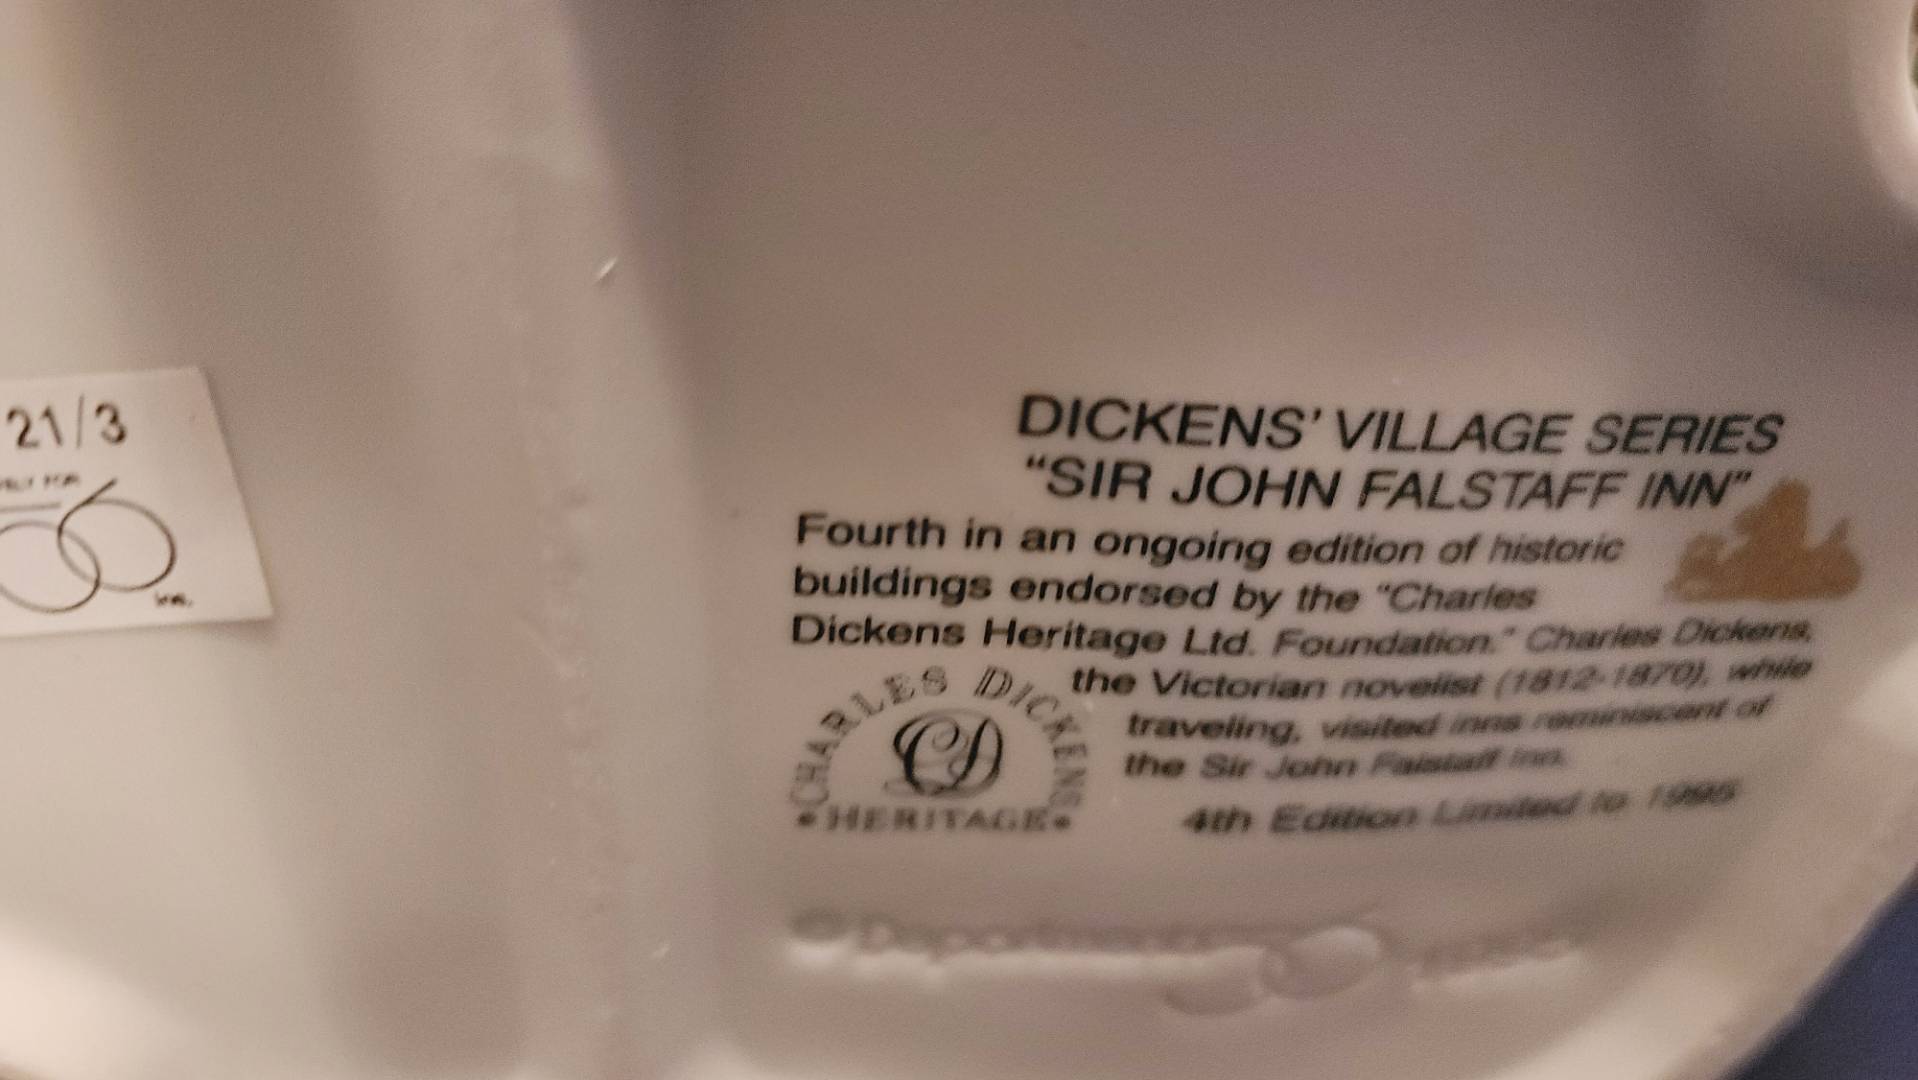 21/3
DICKENS' VILLAGE SERIES
"SIR JOHN FALSTAFF INN"
Fourth in an ongoing edition of historic
buildings endorsed by the "Charles
Dickens Heritage Ltd. Foundation." Charles Dickens,
the Victorian novelist (1812-1870), while
traveling, visited inns reminiscent of
the Sir John Falstaff Inn.
4th Edition Limited to 1995
CHARLES DICKENS
CD
• HERITAGE •
© Department